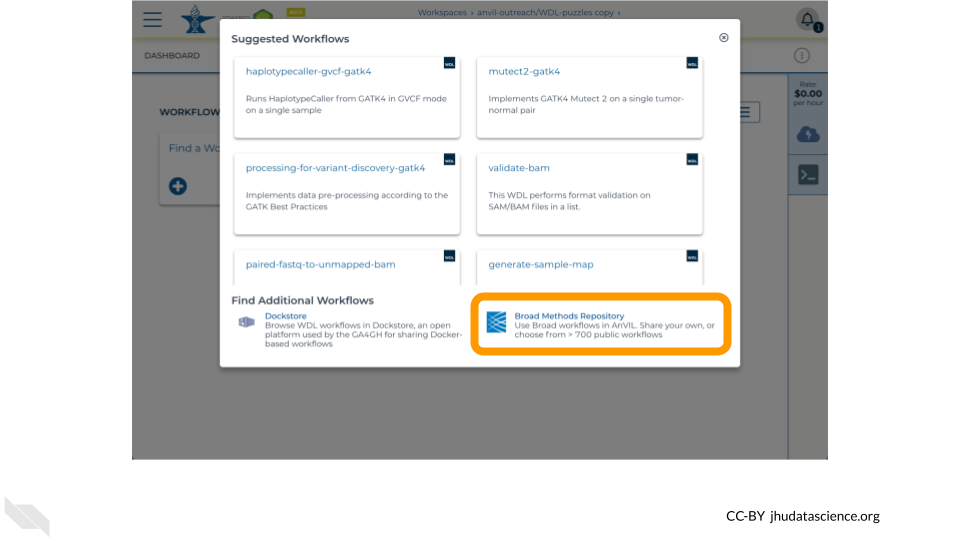 Workspaces › anvil-outreach/WDL-puzzles copy ›
1
DASHBOARD
Rate:
$0.00
per hour
WORKFLOW
Find a Wo
Suggested Workflows
haplotypecaller-gvcf-gatk4
WDL
Runs HaplotypeCaller from GATK4 in GVCF mode
on a single sample
mutect2-gatk4
WDL
Implements GATK4 Mutect 2 on a single tumor-
normal pair
processing-for-variant-discovery-gatk4
WDL
Implements data pre-processing according to the
GATK Best Practices
validate-bam
WDL
This WDL performs format validation on
SAM/BAM files in a list.
paired-fastq-to-unmapped-bam
WDL
generate-sample-map
WDL
Find Additional Workflows
Dockstore
Browse WDL workflows in Dockstore, an open
platform used by the GA4GH for sharing Docker-
based workflows
Broad Methods Repository
Use Broad workflows in AnVIL. Share your own, or
choose from > 700 public workflows
CC-BY jhudatascience.org